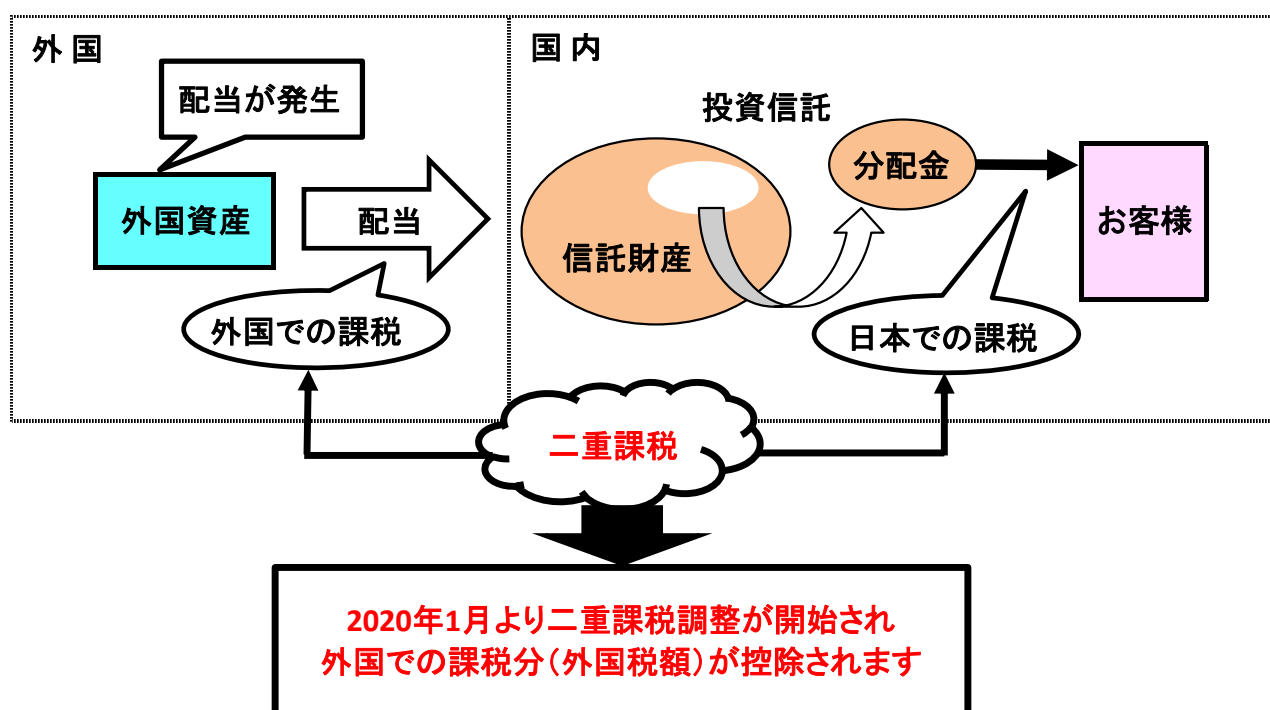 外 国
配当が発生
外国資産
配当
外国での課税
国 内
投資信託
信託財産
分配金
お客様
日本での課税
二重課税
2020年1月より二重課税調整が開始され
外国での課税分(外国税額)が控除されます